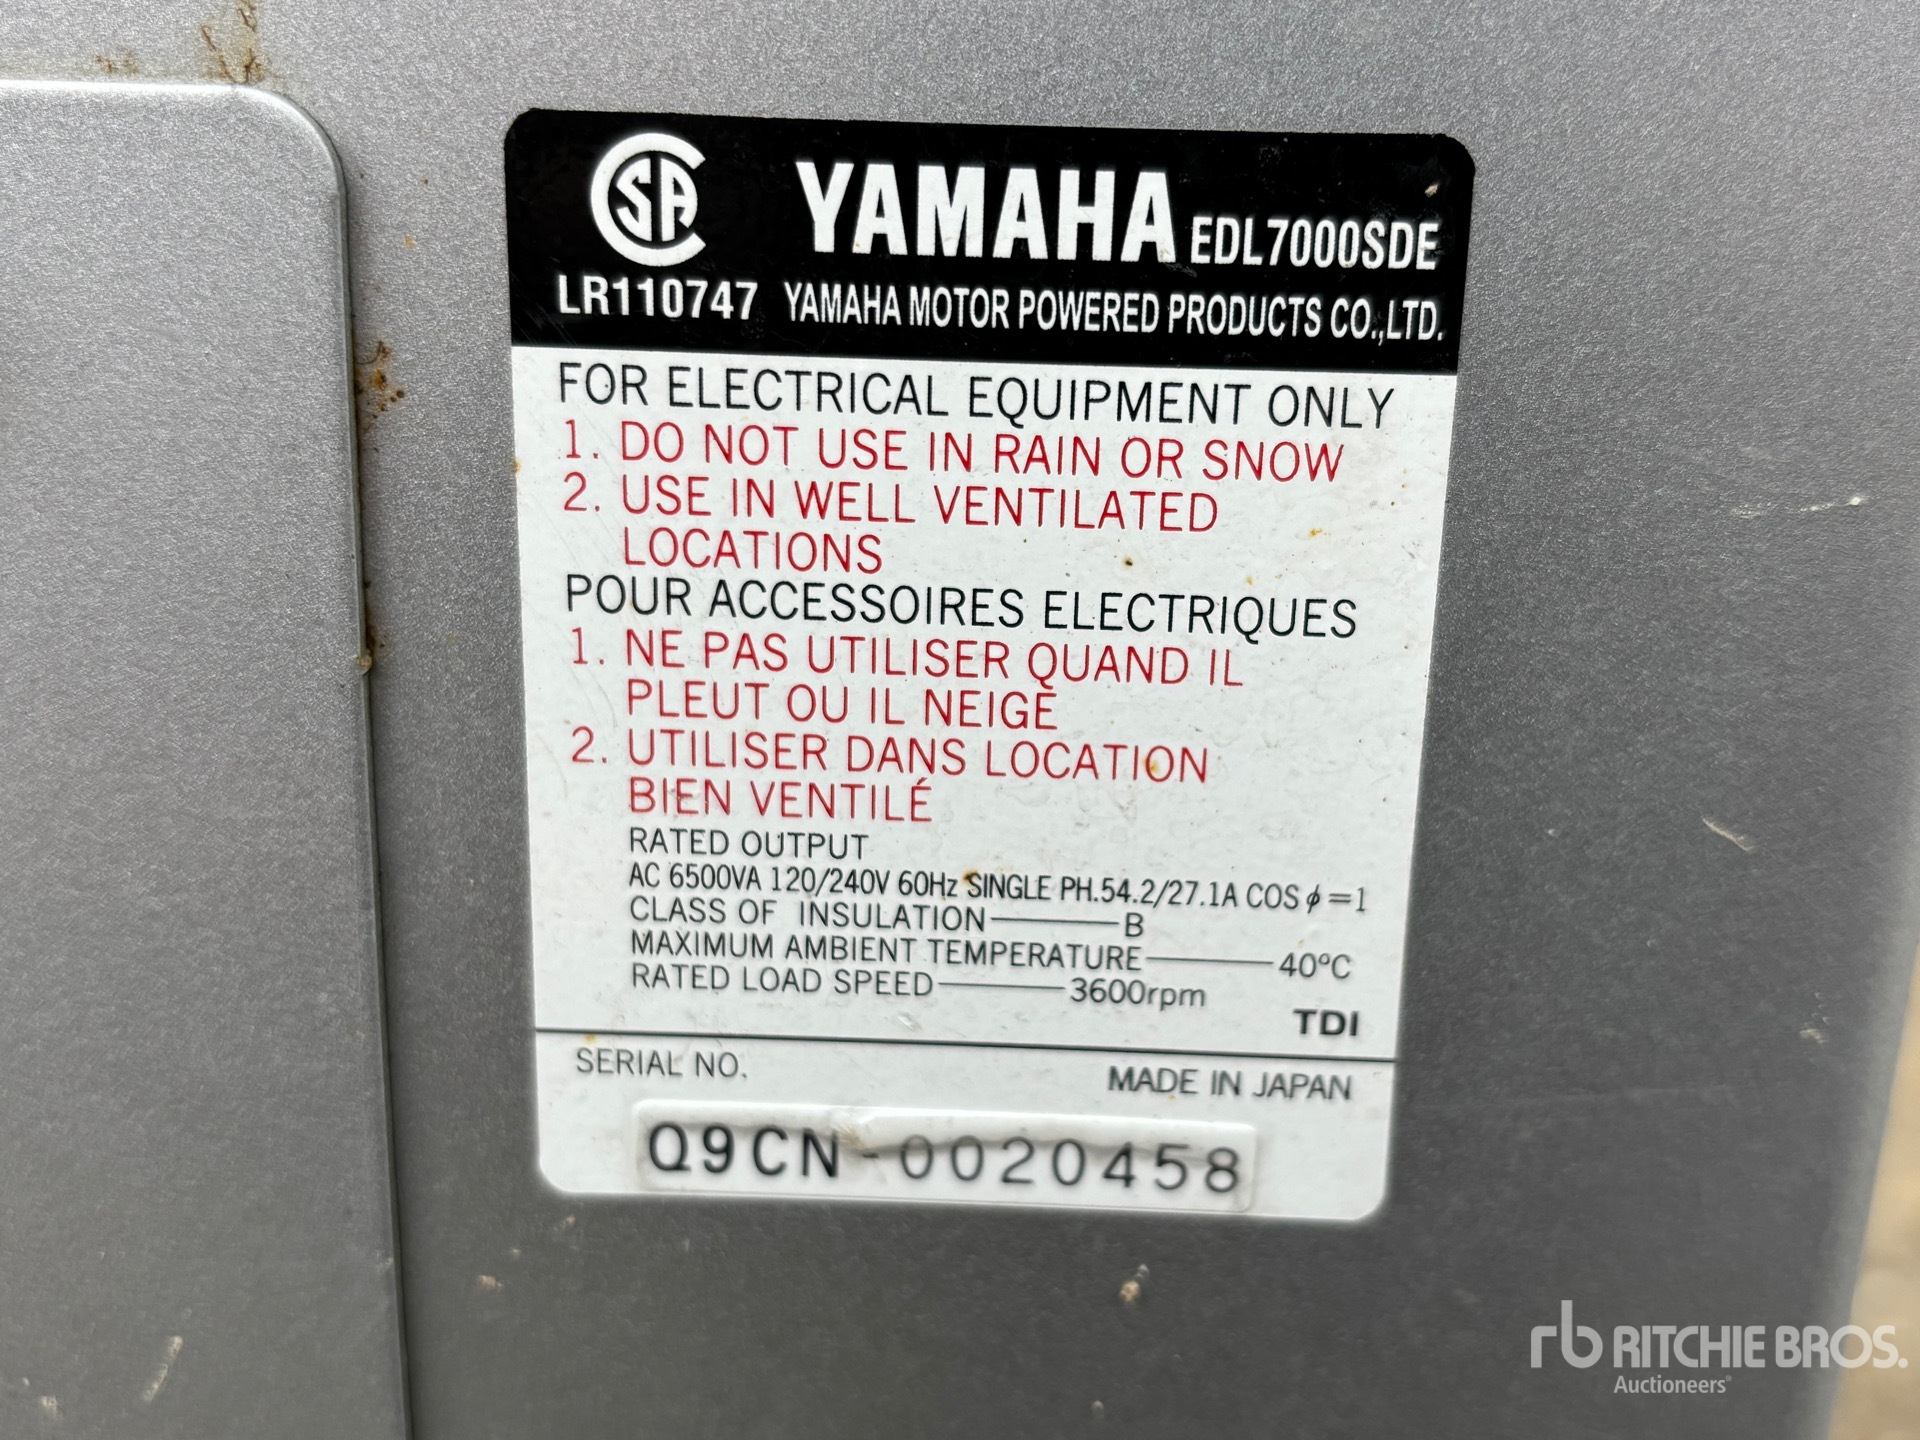 CSA YAMAHA EDL7000SDE
LR110747 YAMAHA MOTOR POWERED PRODUCTS CO.,LTD.
FOR ELECTRICAL EQUIPMENT ONLY
1. DO NOT USE IN RAIN OR SNOW
2. USE IN WELL VENTILATED
LOCATIONS
POUR ACCESSOIRES ELECTRIQUES
1. NE PAS UTILISER QUAND IL
PLEUT OU IL NEIGE
2. UTILISER DANS LOCATION
BIEN VENTILÉ
RATED OUTPUT
AC 6500VA 120/240V 60Hz SINGLE PH.54.2/27.1A COS ϕ=1
CLASS OF INSULATION B
MAXIMUM AMBIENT TEMPERATURE 40°C
RATED LOAD SPEED 3600rpm
TDI
SERIAL NO. MADE IN JAPAN
Q9CN-0020458
rb RITCHIE BROS.
Auctioneers